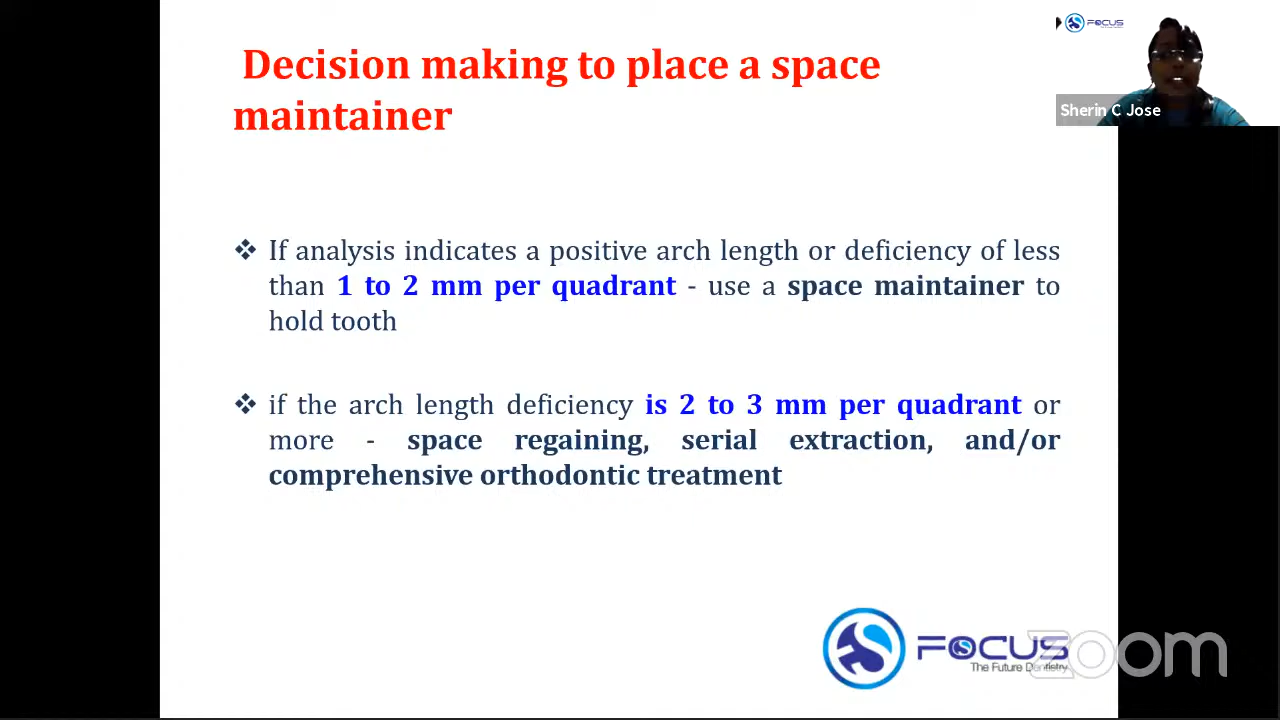 Decision making to place a space
maintainer
FOCUS
Sherin C Jose
❖ If analysis indicates a positive arch length or deficiency of less
than 1 to 2 mm per quadrant - use a space maintainer to
hold tooth
❖ if the arch length deficiency is 2 to 3 mm per quadrant or
more - space regaining, serial extraction, and/or
comprehensive orthodontic treatment
FOCUS
The Future Dentistry
zoom